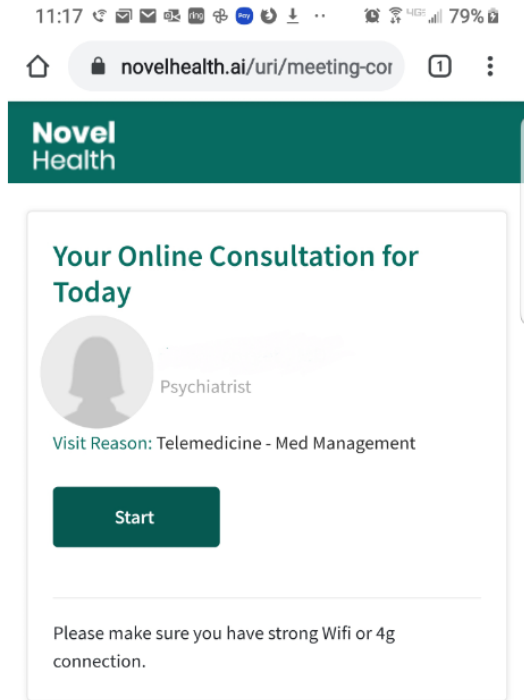 11:17 79%
novelhealth.ai/uri/meeting-cor 1
Novel
Health
Your Online Consultation for
Today
Psychiatrist
Visit Reason: Telemedicine - Med Management
Start
Please make sure you have strong Wifi or 4g
connection.